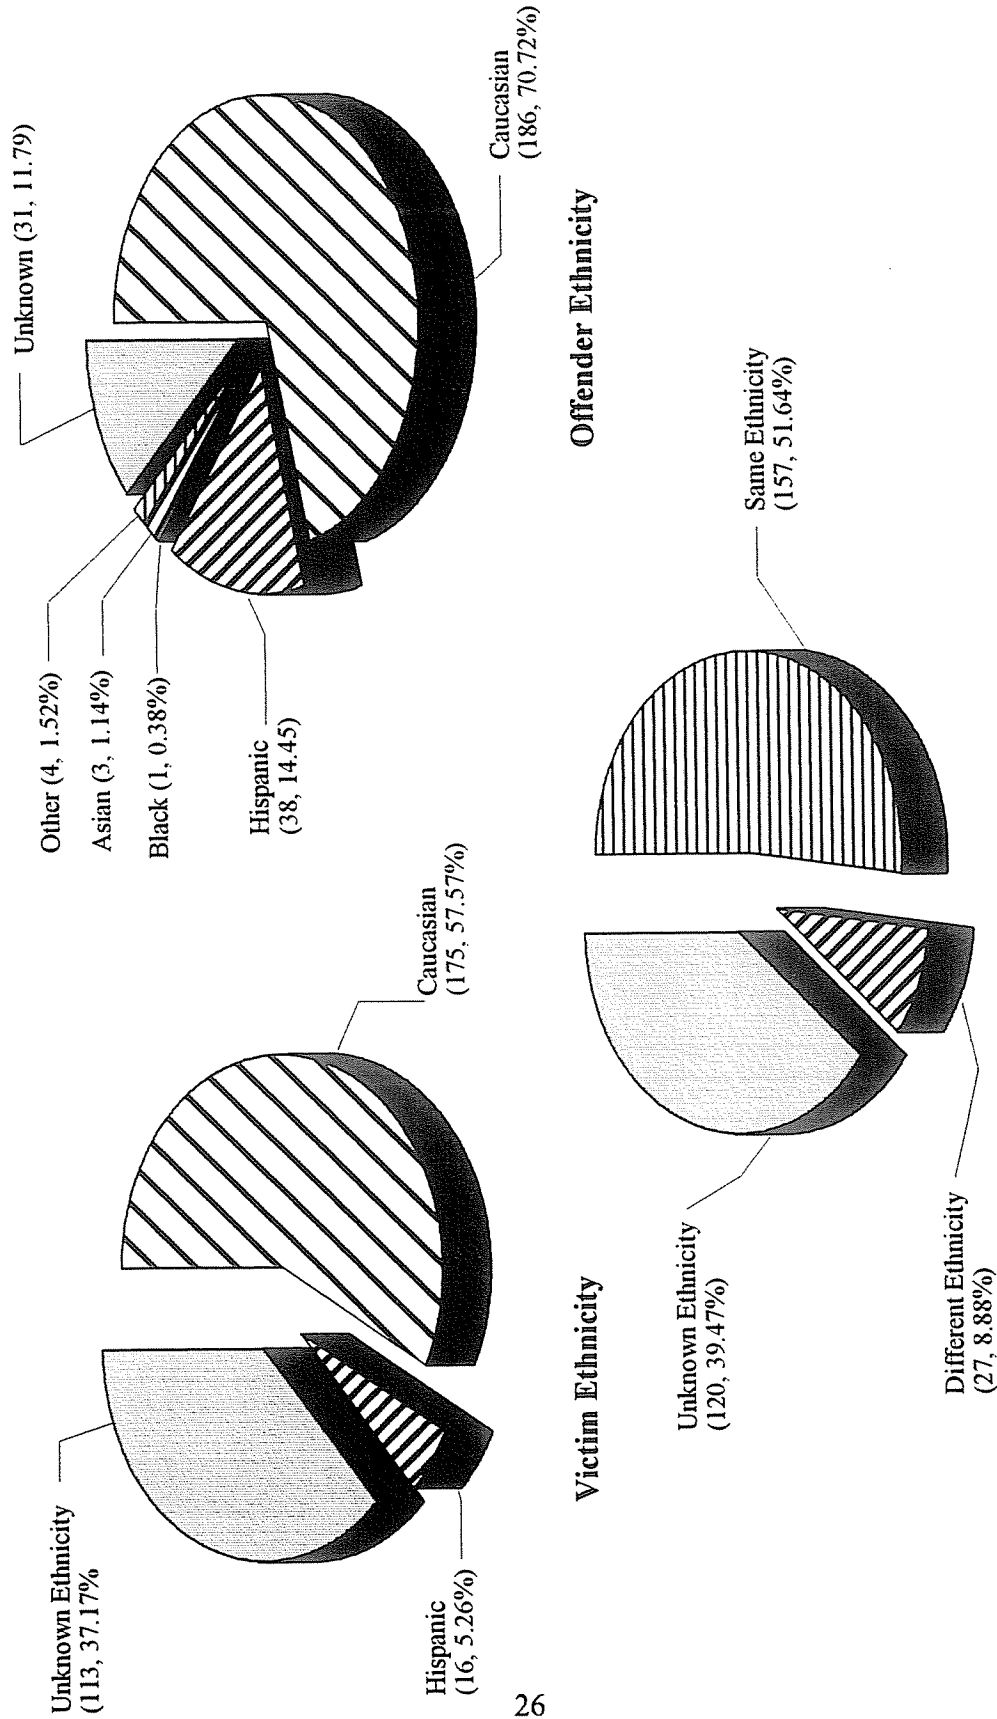 Unknown Ethnicity
(113, 37.17%
Caucasian
(175, 57.57%)
Hispanic
(16, 5.26%)
Victim Ethnicity
Unknown (31, 11.79)
Other (4, 1.52%)
Asian (3, 1.14%)
Black (1, 0.38%)
Hispanic
(38, 14.45)
Caucasian
(186, 70.72%)
Offender Ethnicity
Unknown Ethnicity
(120, 39.47%)
Same Ethnicity
(157, 51.64%)
Different Ethnicity
(27, 8.88%)
26